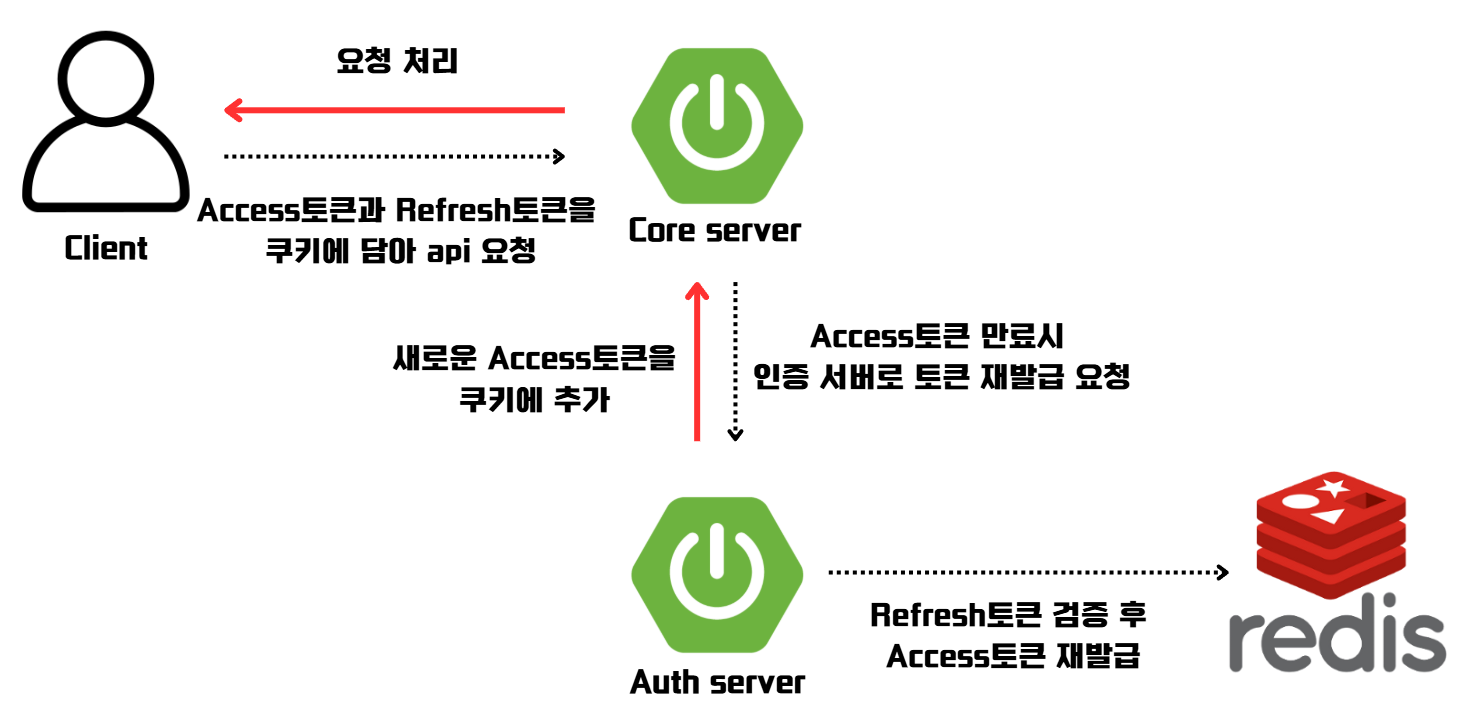 요청 처리
Access토큰과 Refresh토큰을
쿠키에 담아 api 요청
Client
Core server
새로운 Access토큰을
쿠키에 추가
Access토큰 만료시
인증 서버로 토큰 재발급 요청
Auth server
Refresh토큰 검증 후
Access토큰 재발급
redis